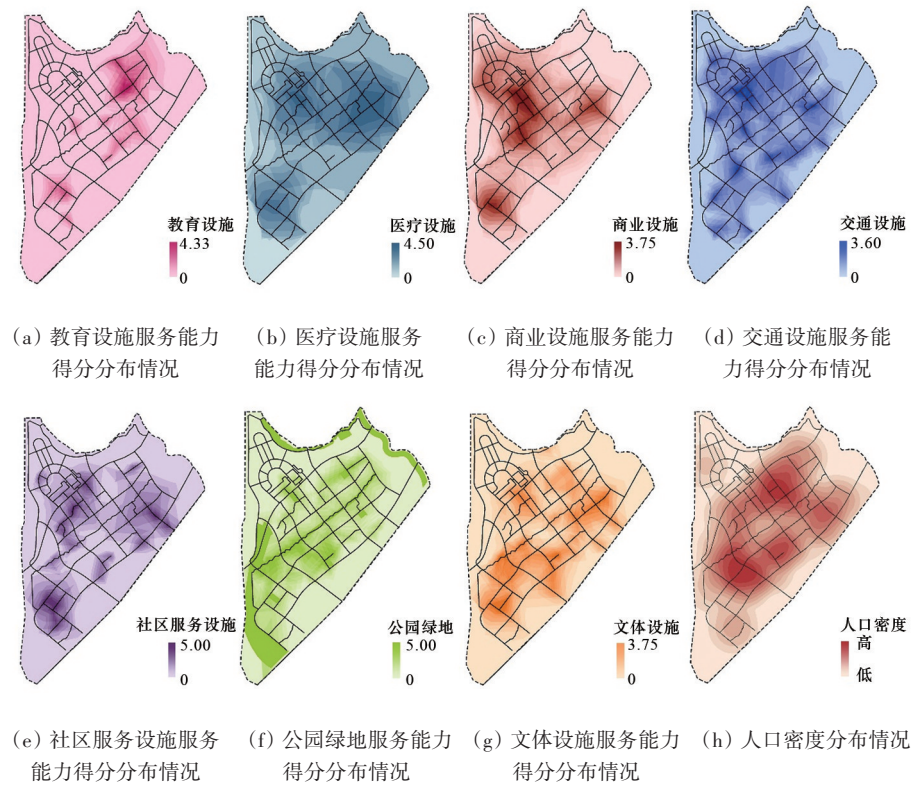 教育设施
4.33
0
医疗设施
4.50
0
商业设施
3.75
0
交通设施
3.60
0
（a）教育设施服务能力
得分分布情况
（b）医疗设施服务
能力得分分布情况
（c）商业设施服务能力
得分分布情况
（d）交通设施服务能
力得分分布情况
社区服务设施
5.00
0
公园绿地
5.00
0
文体设施
3.75
0
人口密度
高
低
（e）社区服务设施服务
能力得分分布情况
（f）公园绿地服务能力
得分分布情况
（g）文体设施服务能力
得分分布情况
（h）人口密度分布情况